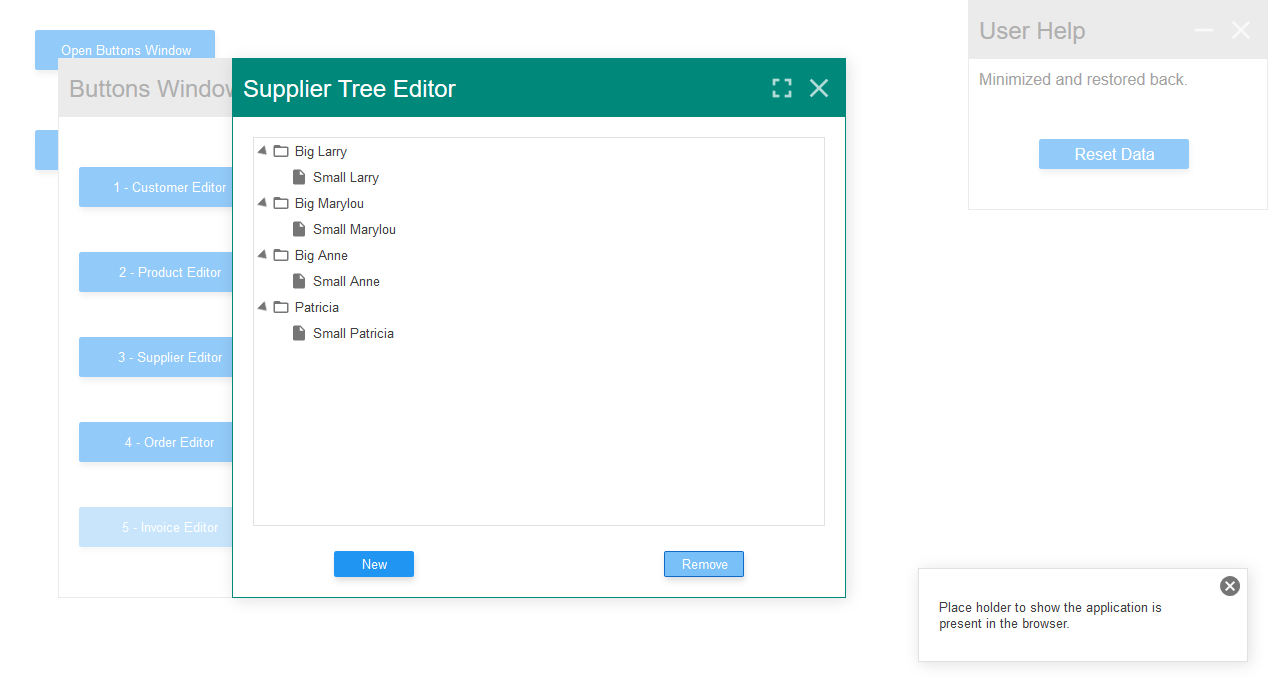 Open Buttons Window
Buttons Window
1 - Customer Editor
2 - Product Editor
3 - Supplier Editor
4 - Order Editor
5 - Invoice Editor
Supplier Tree Editor
Big Larry
Small Larry
Big Marylou
Small Marylou
Big Anne
Small Anne
Patricia
Small Patricia
New
Remove
User Help
Minimized and restored back.
Reset Data
Place holder to show the application is
present in the browser.